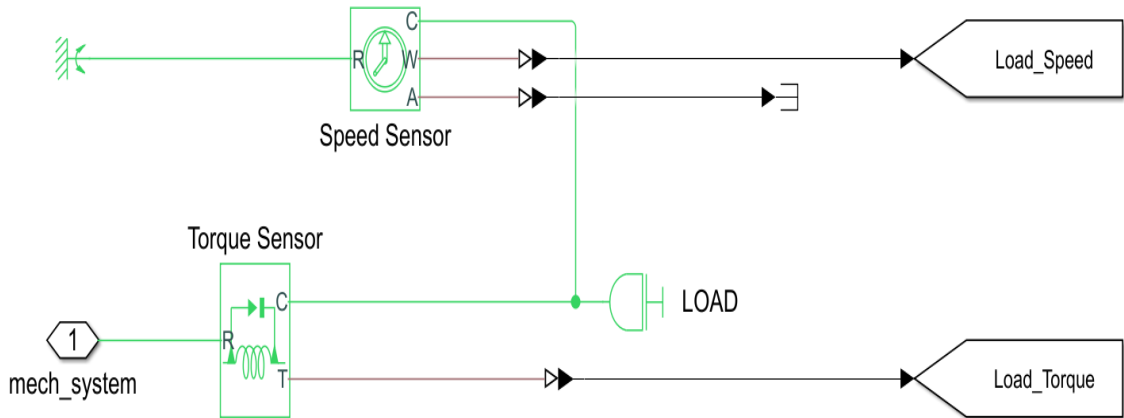 C
R
W
Load_Speed
A
Speed Sensor
Torque Sensor
C
LOAD
1
R
mech_system
T
Load_Torque